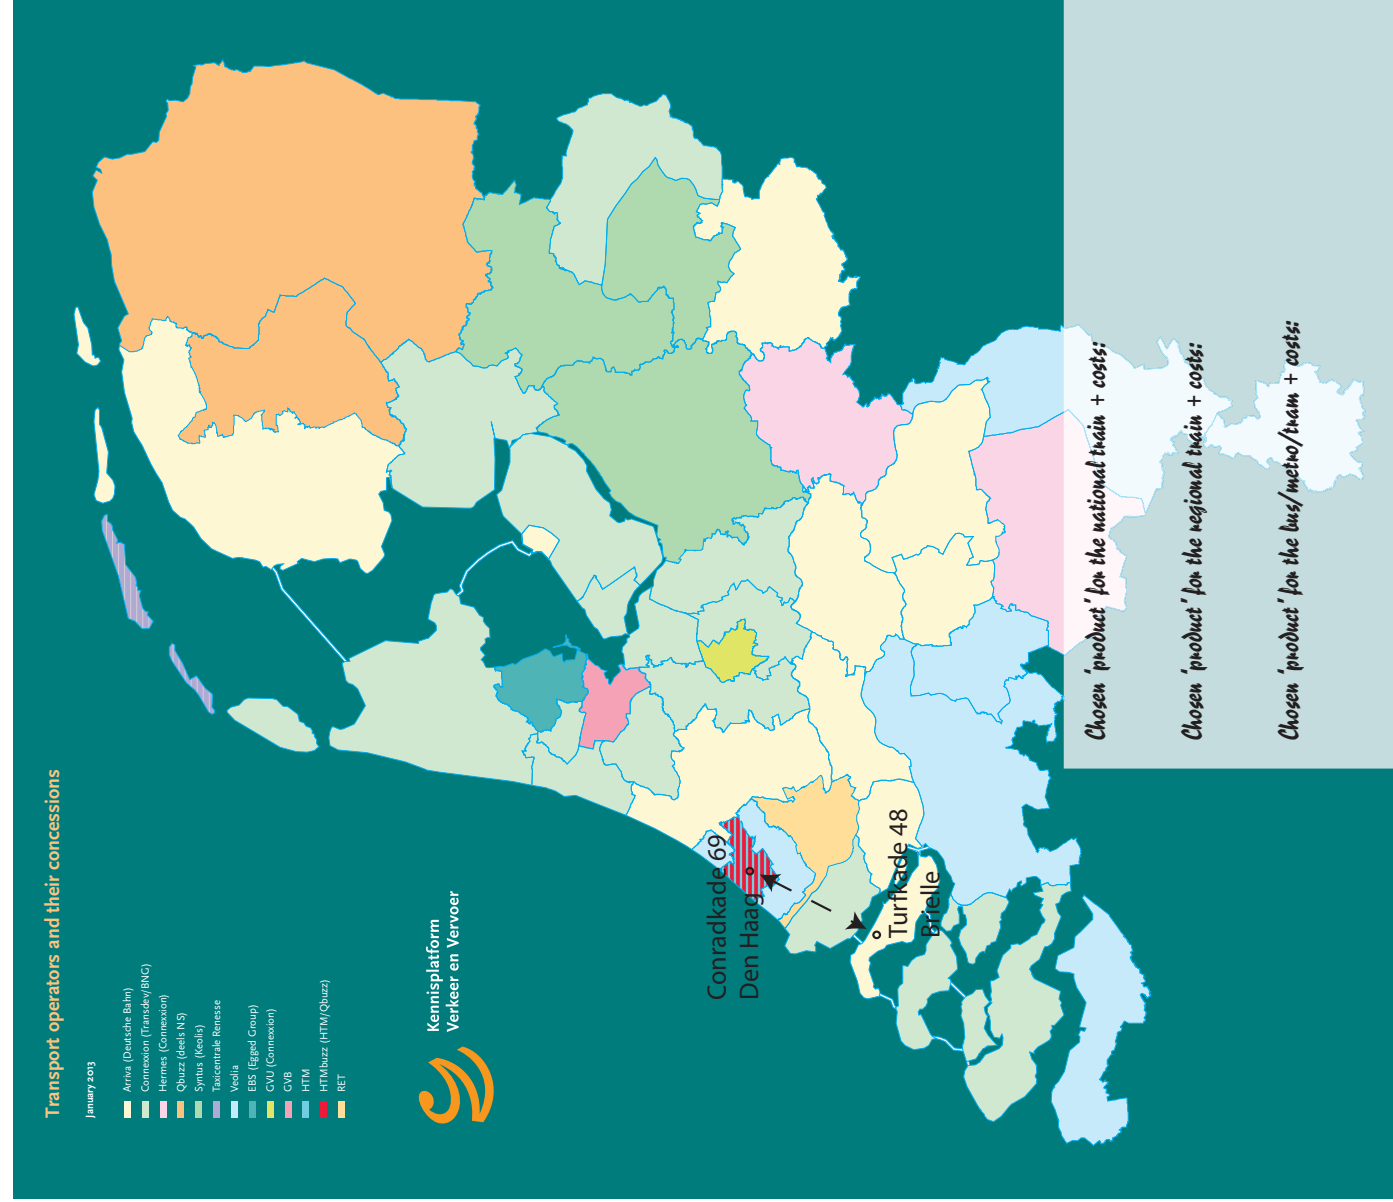 Transport operators and their concessions
January 2013
Arriva (Deutsche Bahn)
Connexxion (Transdev/BNG)
Hermes (Connexxion)
Qbuzz (deels NS)
Syntus (Keolis)
Taxicentrale Renesse
Veolia
EBS (Egged Group)
GVU (Connexxion)
GVB
HTM
HTMbuzz (HTM/Qbuzz)
RET
Kennisplatform
Verkeer en Vervoer
Conradkade 69
Den Haag
Turfkade 48
Brielle
Chosen 'product' for the national train + costs:
Chosen 'product' for the regional train + costs:
Chosen 'product' for the bus/metro/tram + costs: